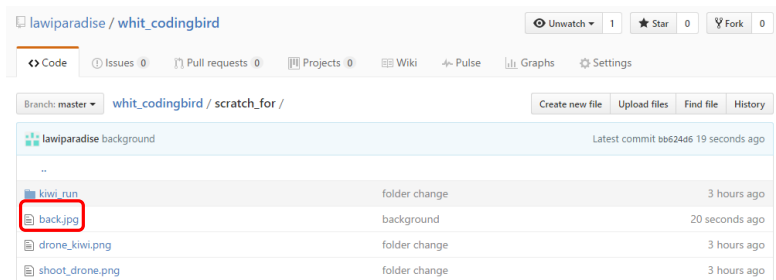 lawiparadise / whit_codingbird Unwatch 1 Star 0 Fork 0
Code Issues 0 Pull requests 0 Projects 0 Wiki Pulse Graphs Settings
Branch: master whit_codingbird / scratch_for / Create new file Upload files Find file History
lawiparadise background Latest commit bb624d6 19 seconds ago
..
kiwi_run folder change 3 hours ago
back.jpg background 20 seconds ago
drone_kiwi.png folder change 3 hours ago
shoot_drone.png folder change 3 hours ago